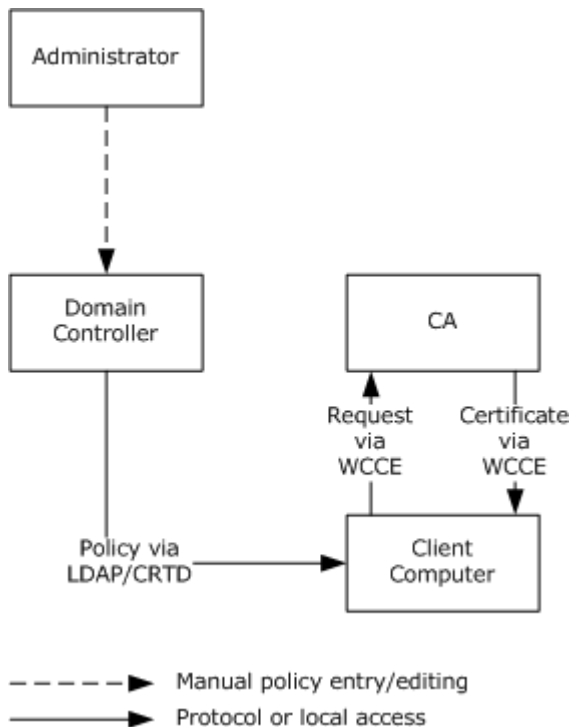 Administrator
Domain
Controller
CA
Request
via
WCCE
Certificate
via
WCCE
Policy via
LDAP/CRTD
Client
Computer
Manual policy entry/editing
Protocol or local access